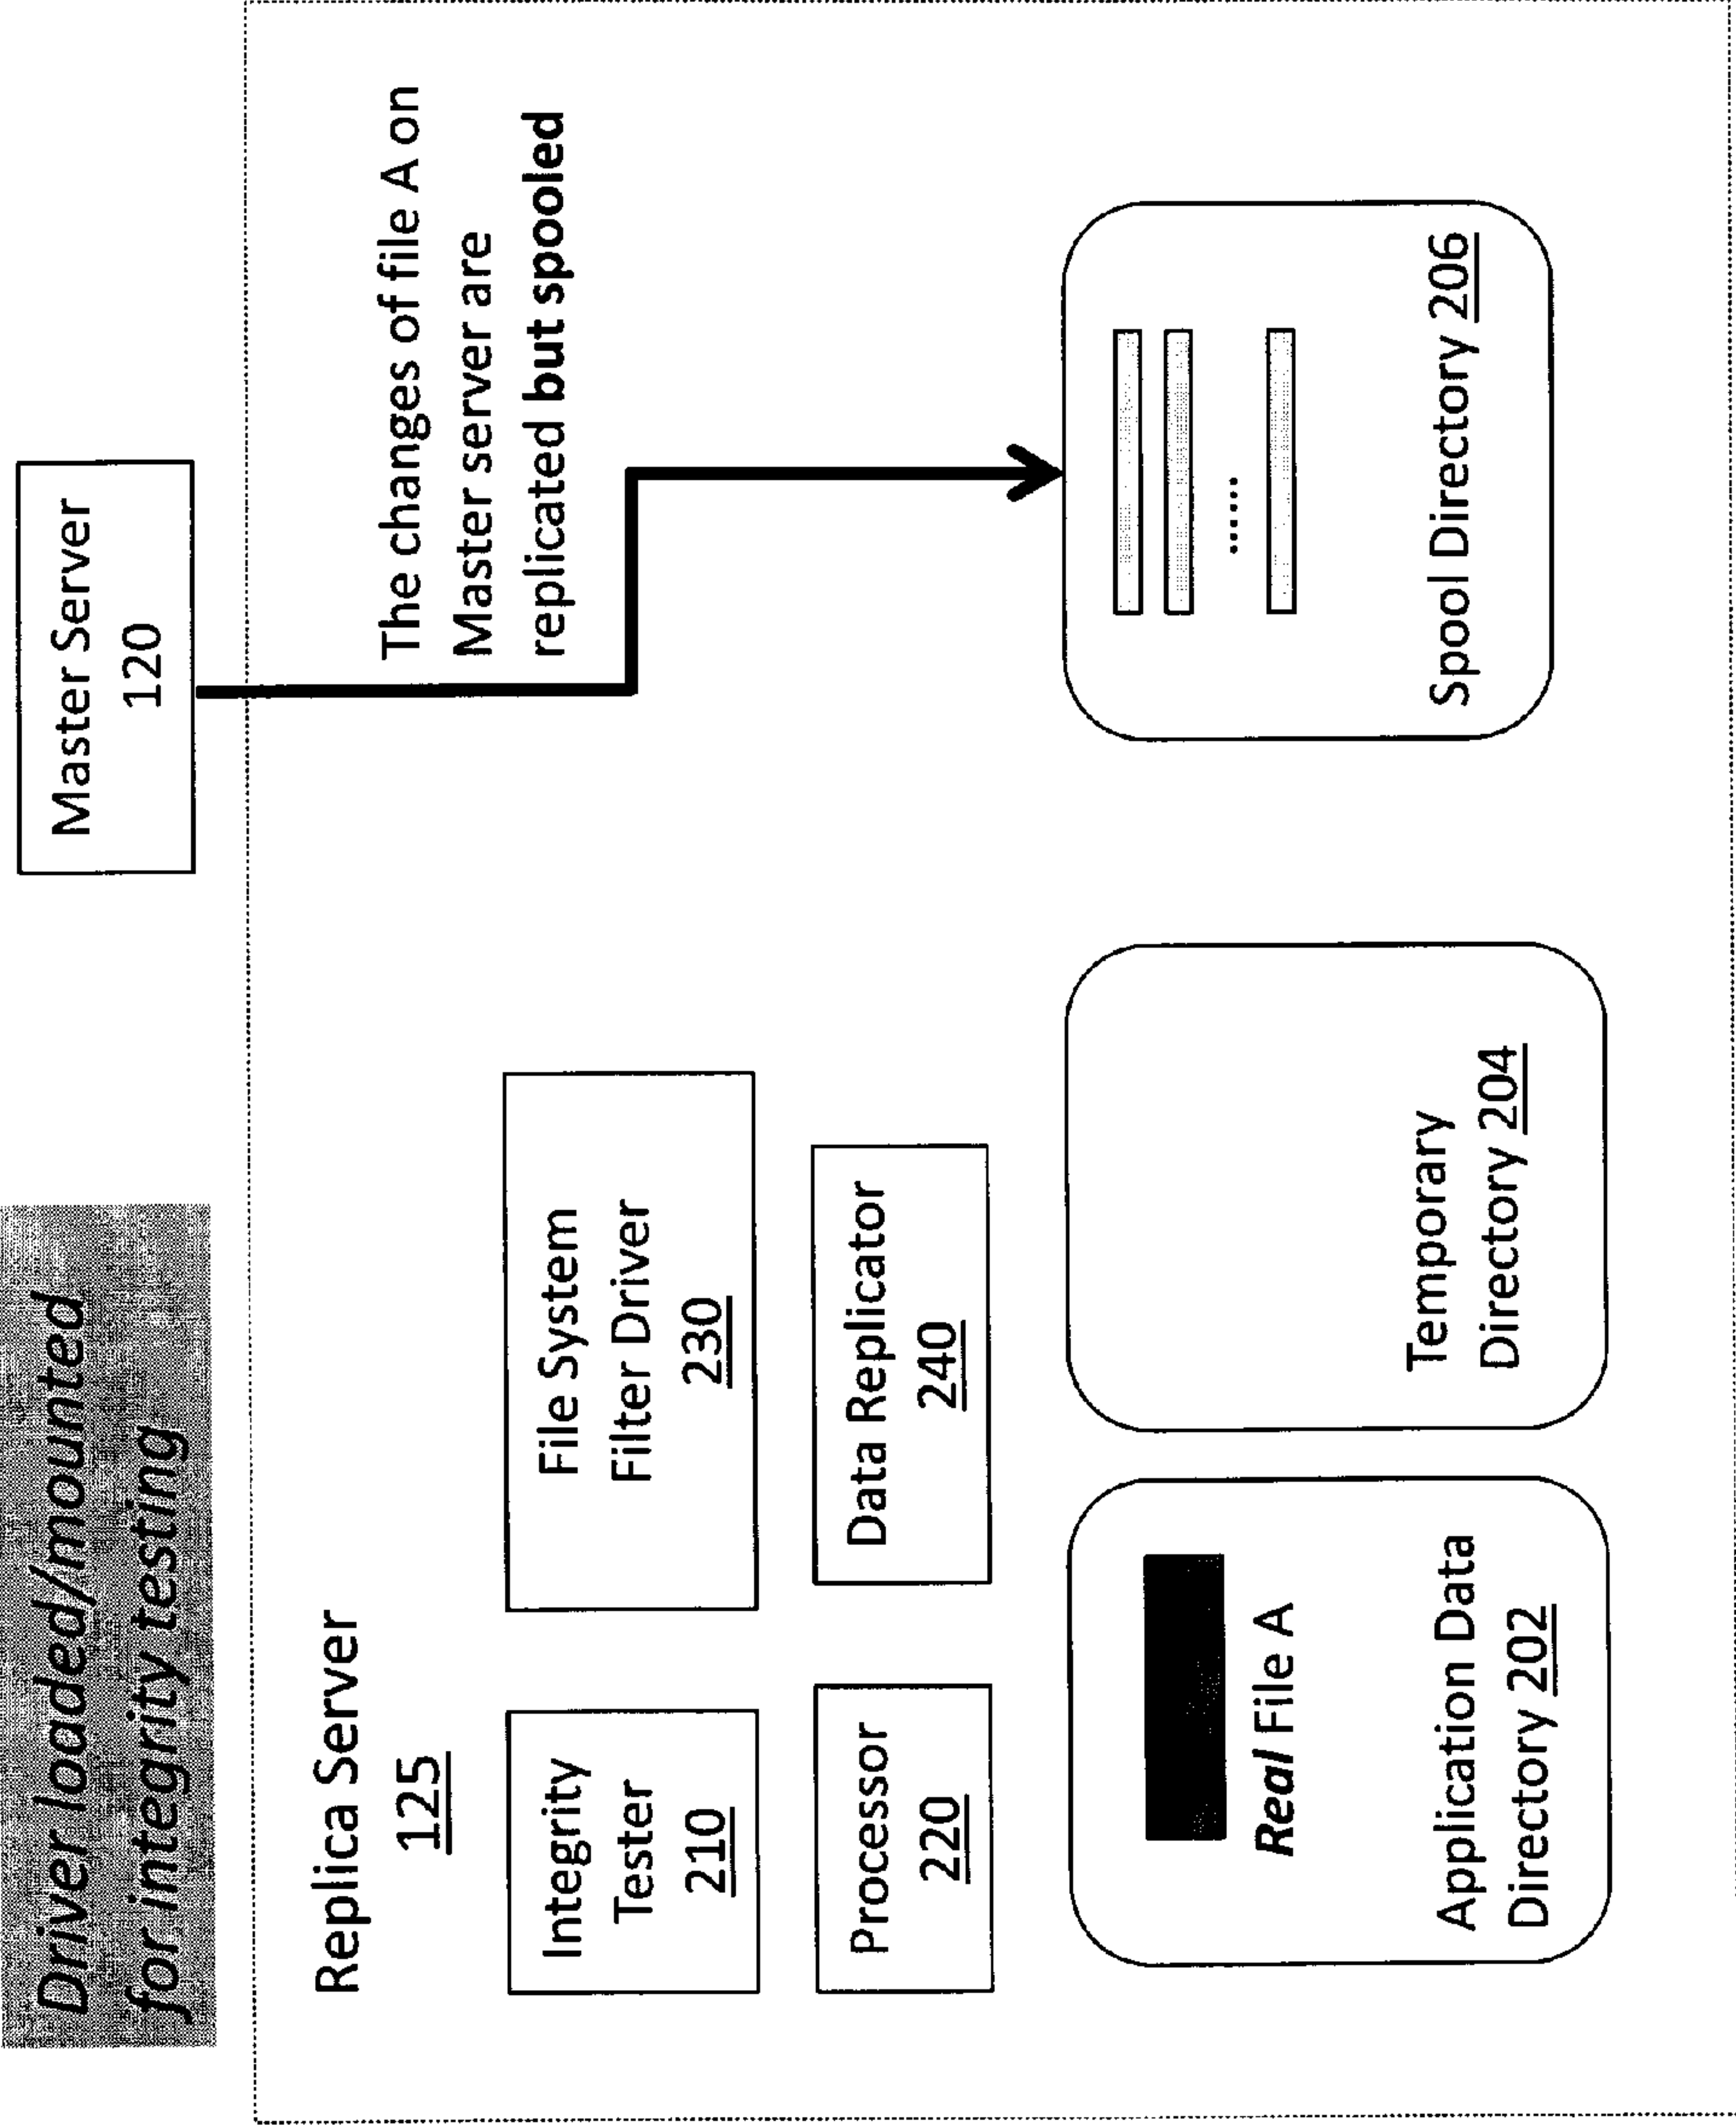 Driver loaded/mounted
for integrity testing
Master Server
120
Replica Server
125
The changes of file A on
Master server are
replicated but spooled
Integrity
Tester
210
File System
Filter Driver
230
Processor
220
Data Replicator
240
Real File A
Application Data
Directory 202
Temporary
Directory 204
......
Spool Directory 206